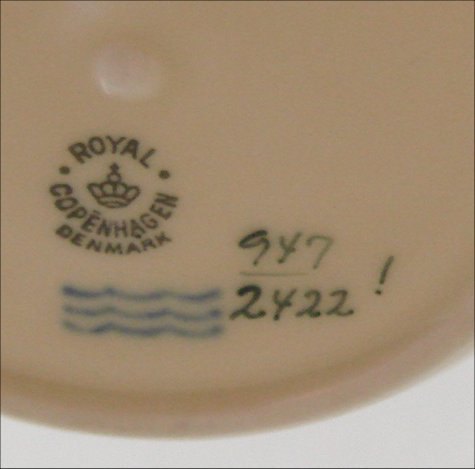 ROYAL
COPENHAGEN
DENMARK
947
2422 !